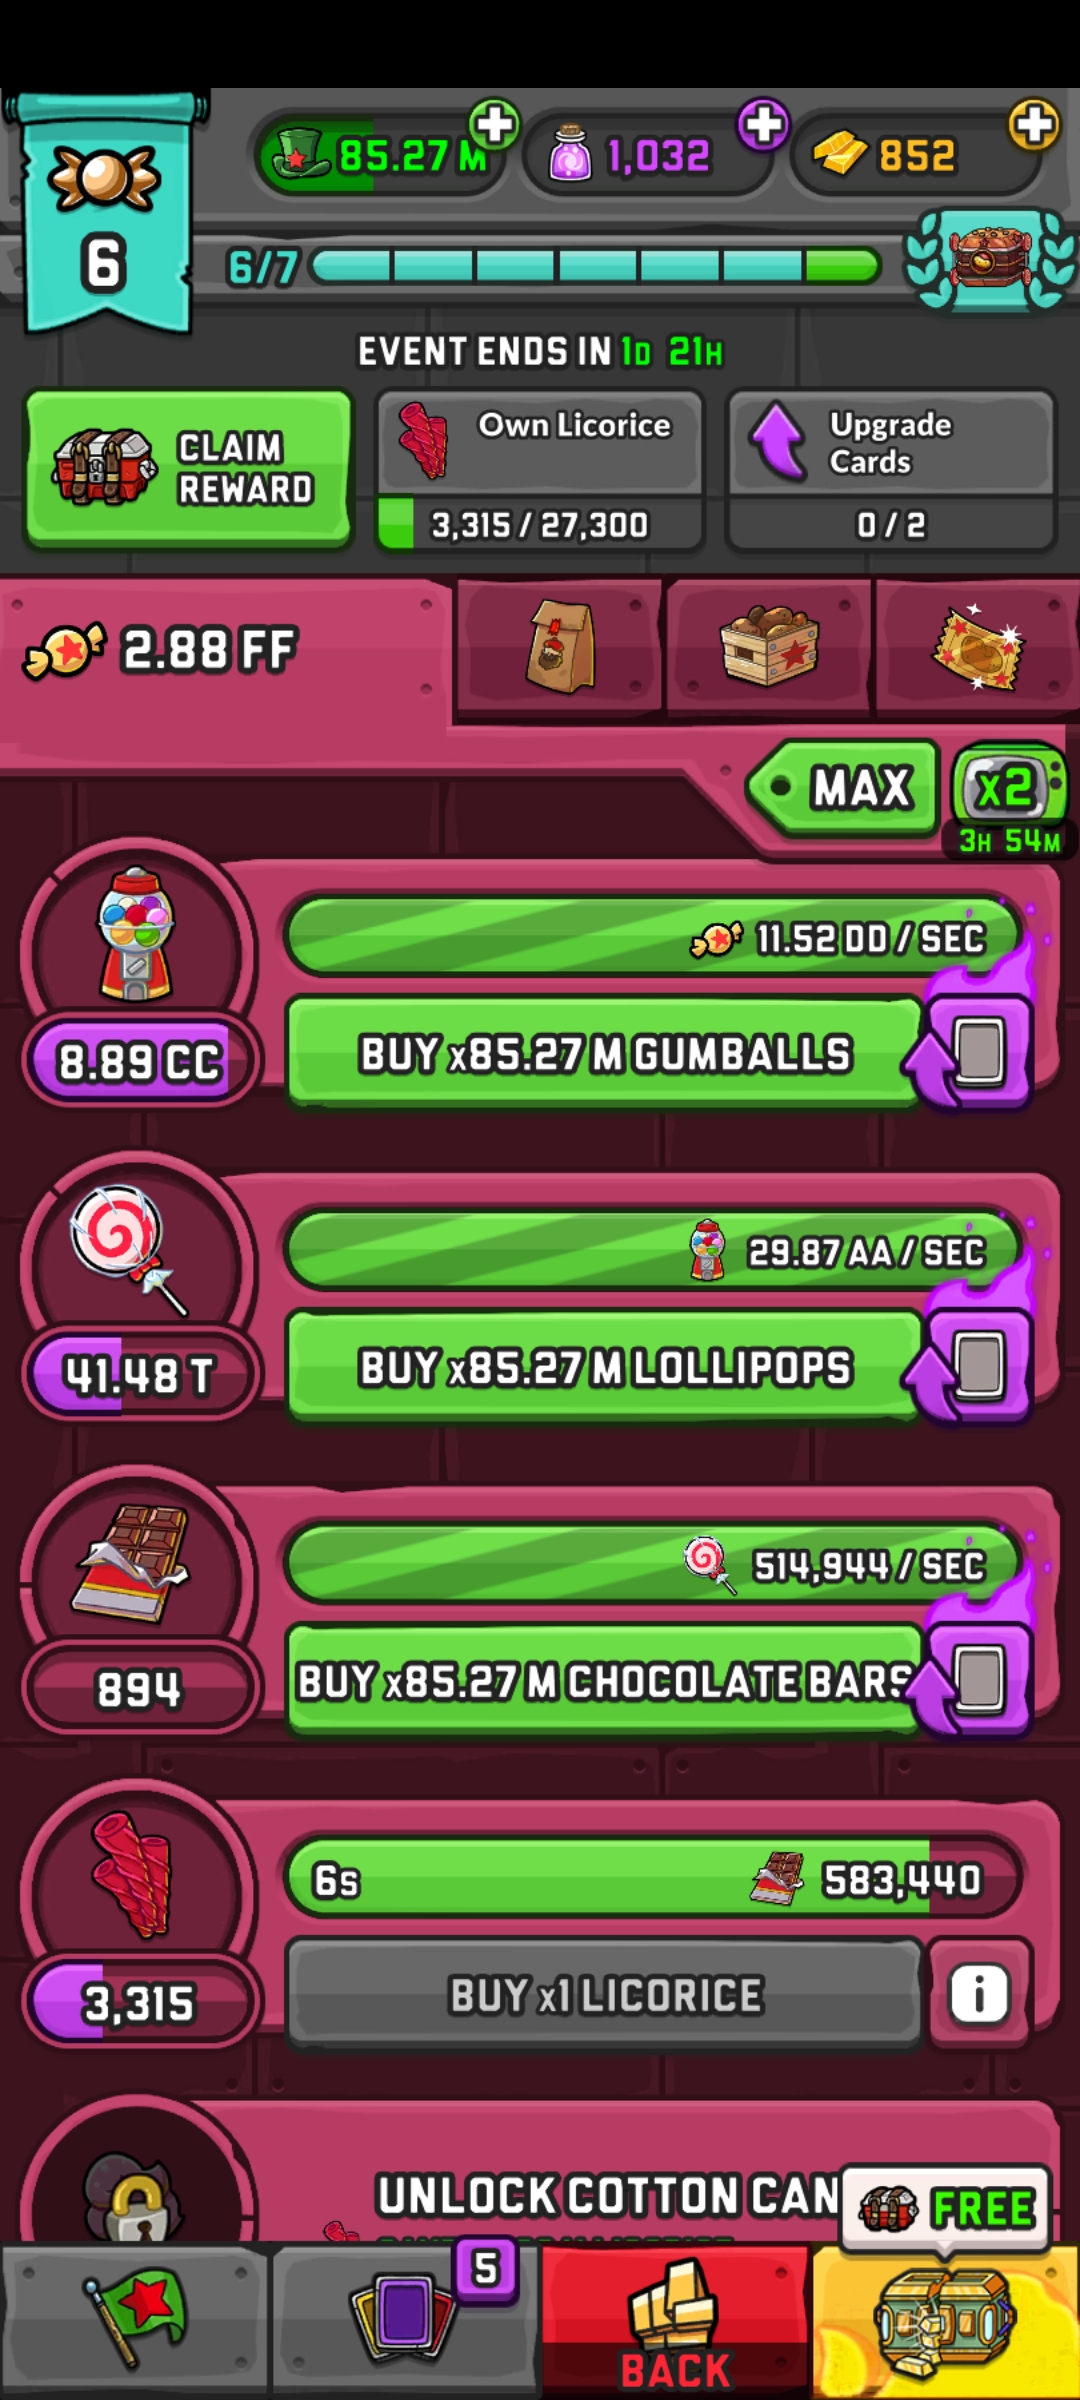 85.27 M
1,032
852
6
6/7
EVENT ENDS IN 1D 21H
CLAIM
REWARD
Own Licorice
3,315 / 27,300
Upgrade
Cards
0 / 2
2.88 FF
MAX
x2
3H 54M
11.52 DD / SEC
8.89 CC
BUY x85.27 M GUMBALLS
29.87 AA / SEC
41.48 T
BUY x85.27 M LOLLIPOPS
514,944 / SEC
894
BUY x85.27 M CHOCOLATE BARS
6s
583,440
3,315
BUY x1 LICORICE
i
UNLOCK COTTON CAN
FREE
5
BACK